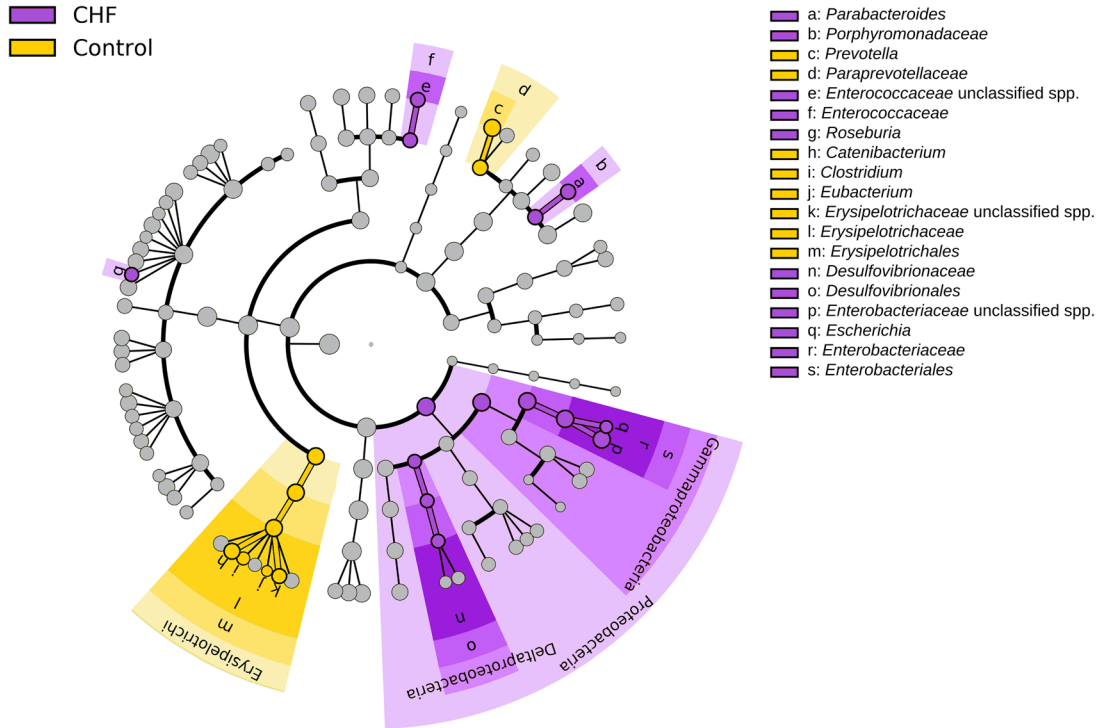 CHF
Control
a: Parabacteroides
b: Porphyromonadaceae
c: Prevotella
d: Paraprevotellaceae
e: Enterococcaceae unclassified spp.
f: Enterococcaceae
g: Roseburia
h: Catenibacterium
i: Clostridium
j: Eubacterium
k: Erysipelotrichaceae unclassified spp.
l: Erysipelotrichaceae
m: Erysipelotrichales
n: Desulfovibrionaceae
o: Desulfovibrionales
p: Enterobacteriaceae unclassified spp.
q: Escherichia
r: Enterobacteriaceae
s: Enterobacteriales
f
e
d
c
b
a
g
q
p
r
s
Gammaproteobacteria
Proteobacteria
Deltaproteobacteria
n
o
h
i
j
k
l
m
Erysipelotrichi